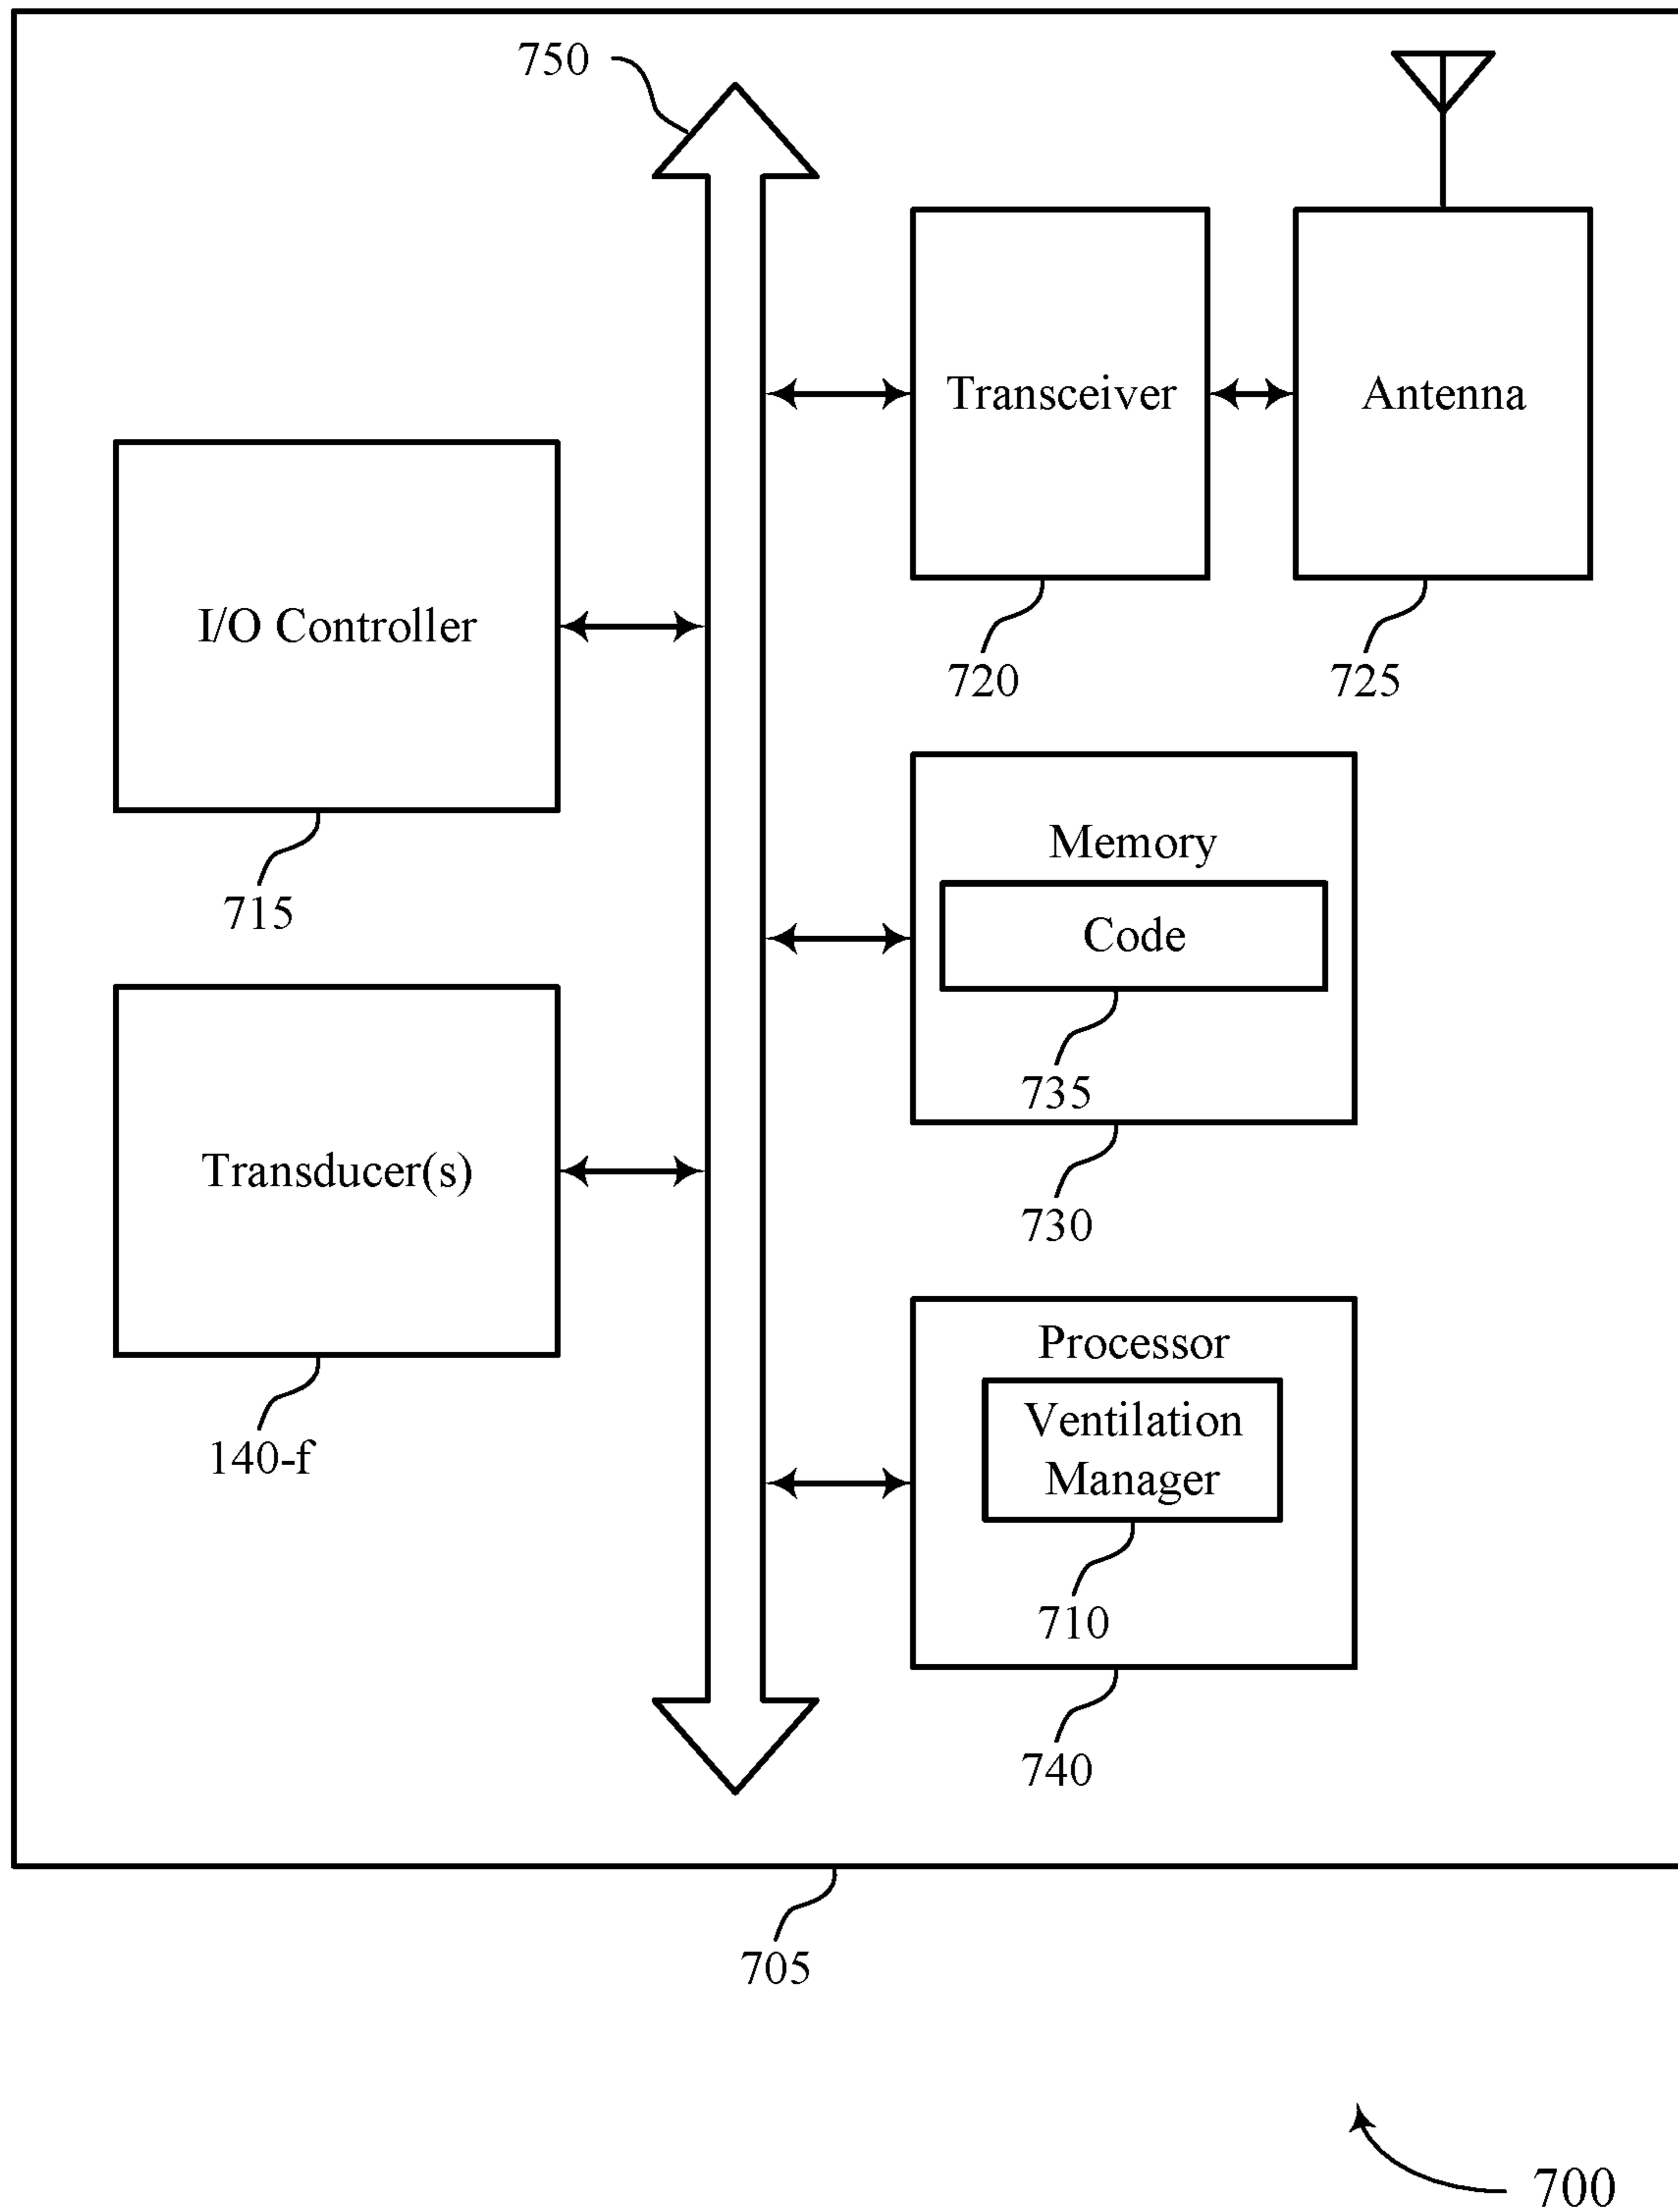 750
Transceiver
Antenna
I/O Controller
720
725
715
Memory
Code
735
730
Transducer(s)
140-f
Processor
Ventilation
Manager
710
740
705
700